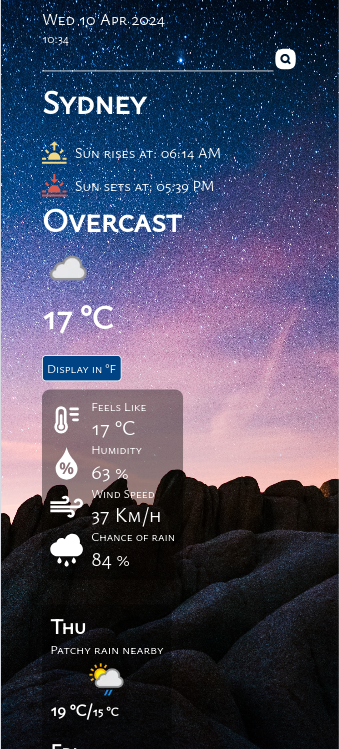 Wed 10 Apr 2024
10:34
Sydney
Sun rises at: 06:14 AM
Sun sets at: 05:39 PM
Overcast
17 °C
Display in °F
Feels Like
17 °C
Humidity
%
63 %
Wind Speed
37 Km/h
Chance of rain
84 %
Thu
Patchy rain nearby
19 °C/15 °C